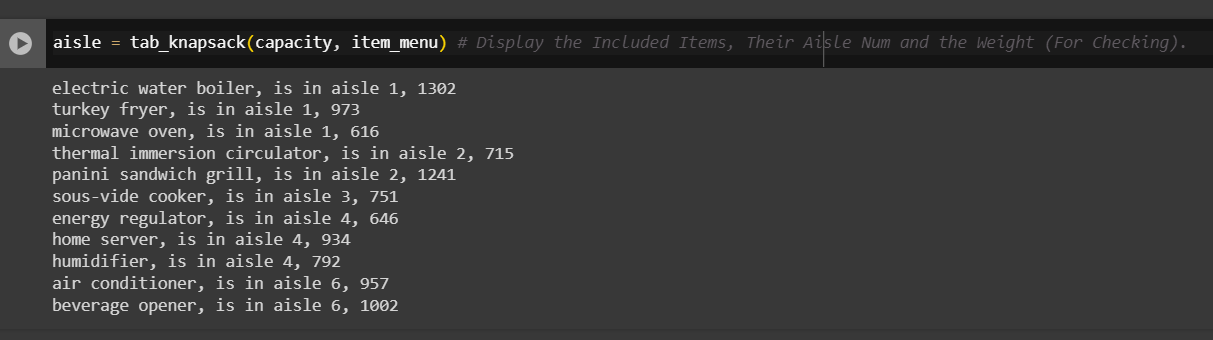 aisle = tab_knapsack(capacity, item_menu) # Display the Included Items, Their Aisle Num and the Weight (For Checking).
electric water boiler, is in aisle 1, 1302
turkey fryer, is in aisle 1, 973
microwave oven, is in aisle 1, 616
thermal immersion circulator, is in aisle 2, 715
panini sandwich grill, is in aisle 2, 1241
sous-vide cooker, is in aisle 3, 751
energy regulator, is in aisle 4, 646
home server, is in aisle 4, 934
humidifier, is in aisle 4, 792
air conditioner, is in aisle 6, 957
beverage opener, is in aisle 6, 1002